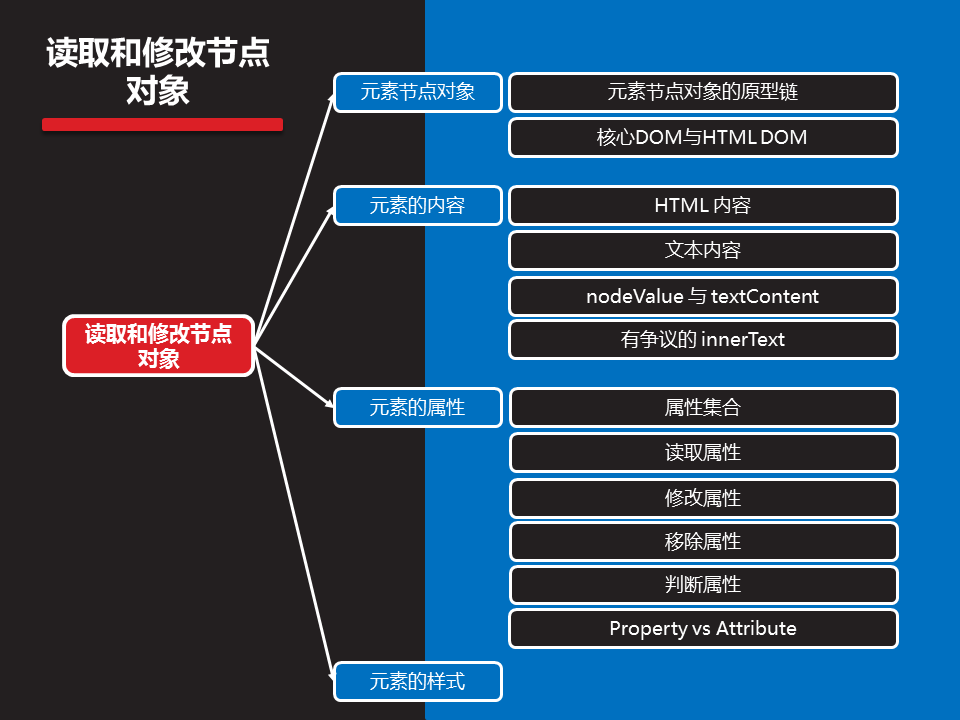 读取和修改节点
对象
元素节点对象
元素节点对象的原型链
核心DOM与HTML DOM
元素的内容
HTML 内容
文本内容
nodeValue 与 textContent
有争议的 innerText
读取和修改节点
对象
元素的属性
属性集合
读取属性
修改属性
移除属性
判断属性
Property vs Attribute
元素的样式